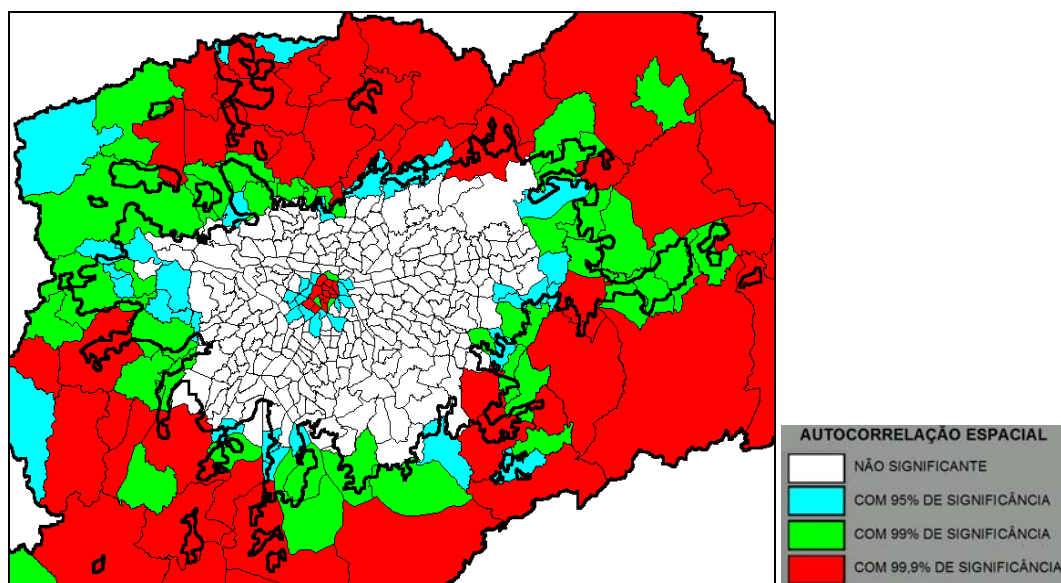 AUTOCORRELAÇÃO ESPACIAL
NÃO SIGNIFICANTE
COM 95% DE SIGNIFICÂNCIA
COM 99% DE SIGNIFICÂNCIA
COM 99,9% DE SIGNIFICÂNCIA